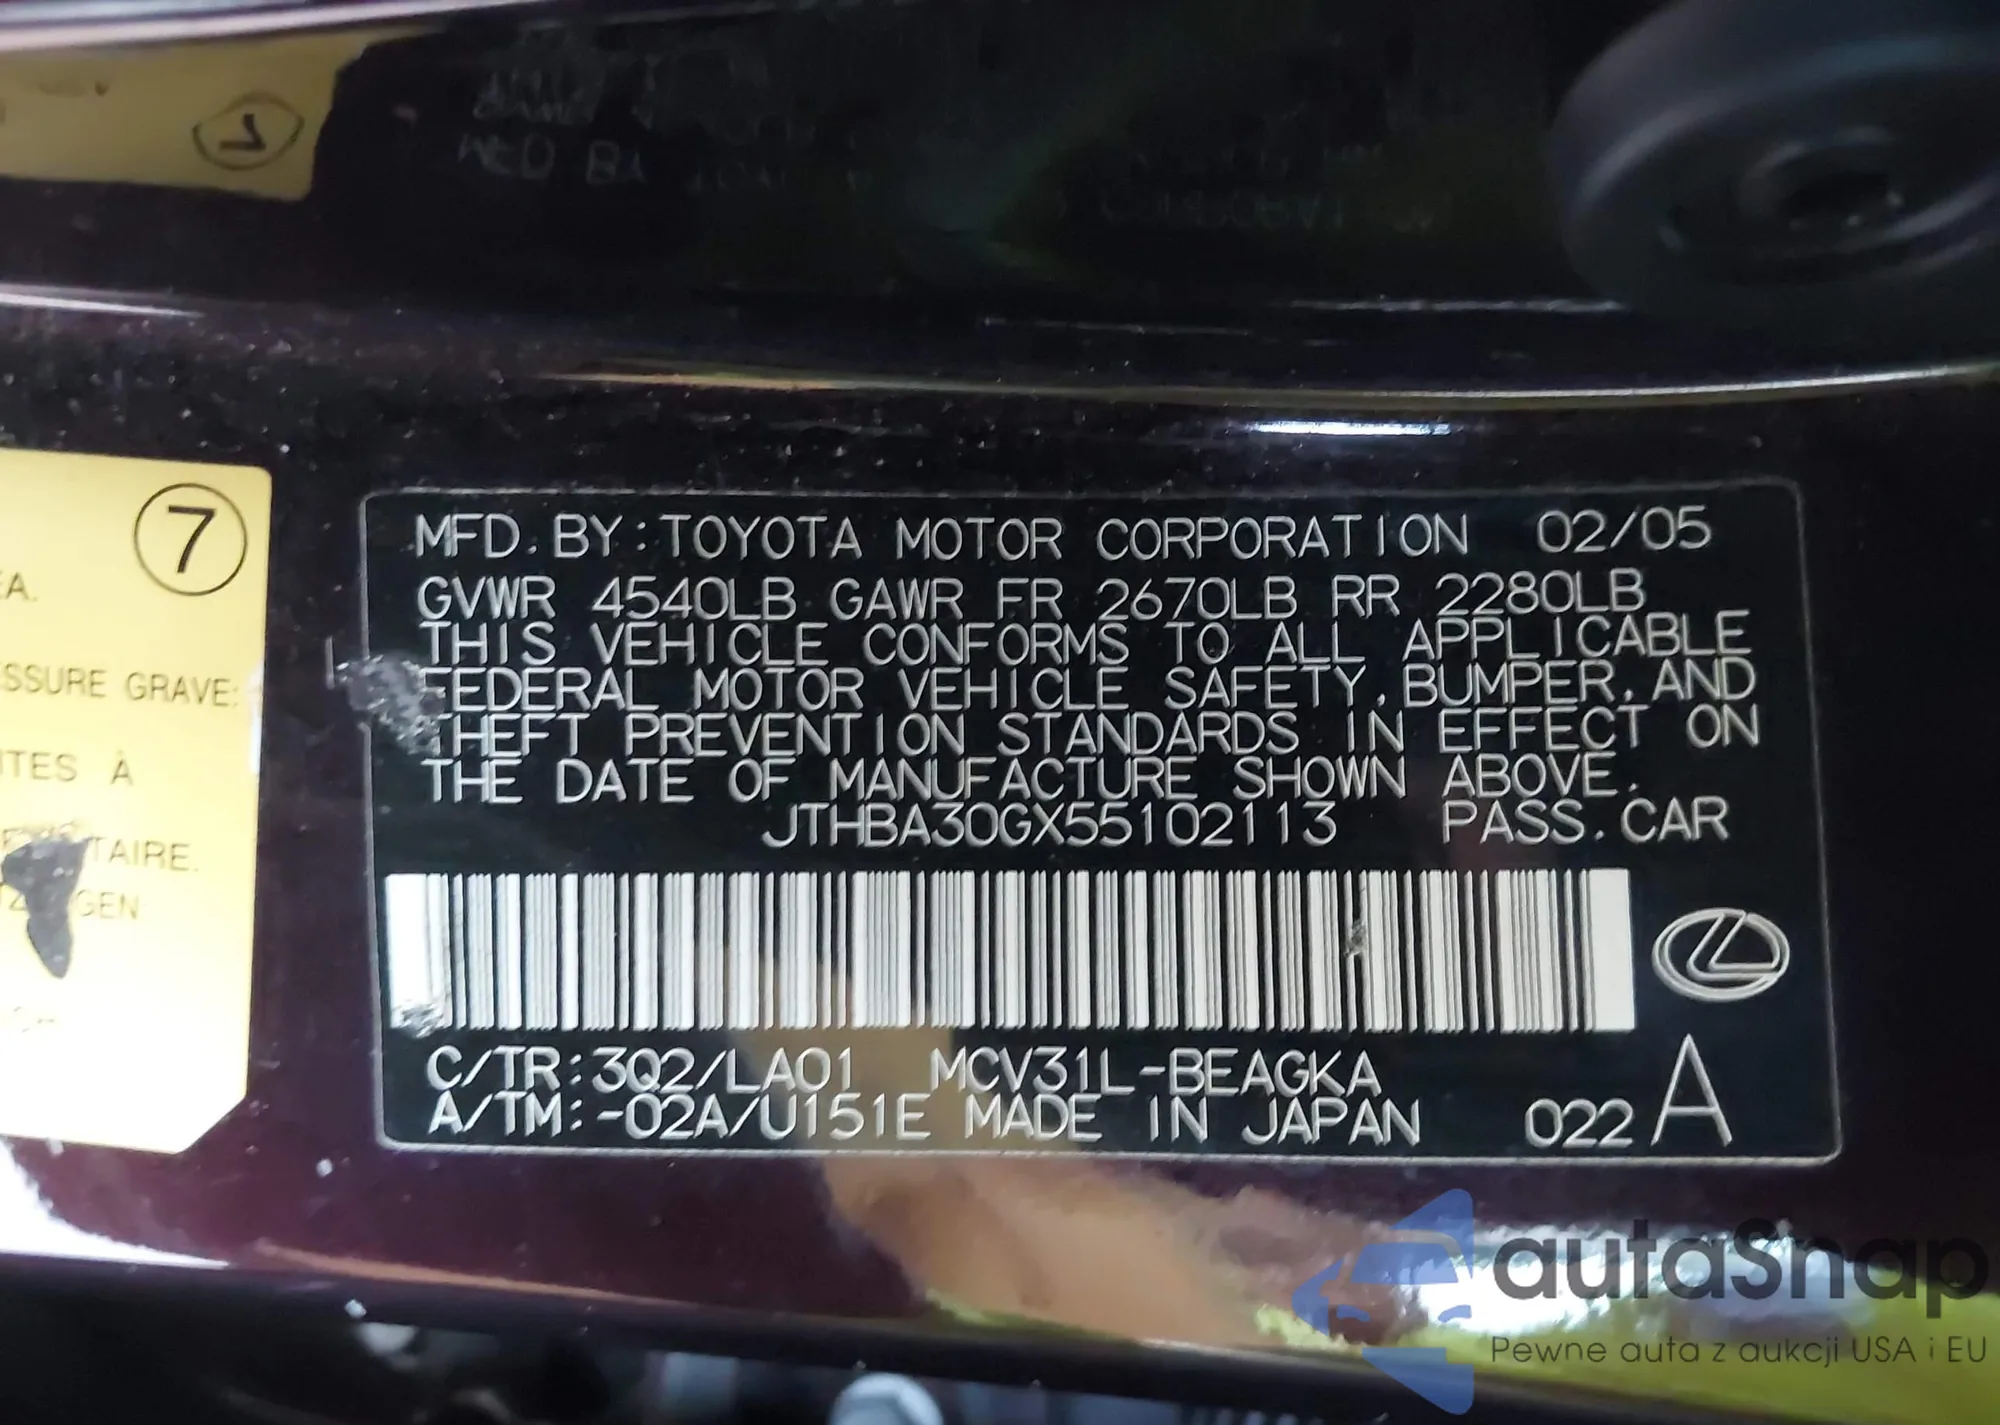 7
EA.
SSURE GRAVE:
ITES À
TAIRE.
GEN
MFD. BY: TOYOTA MOTOR CORPORATION 02/05
GVWR 4540LB GAWR FR 2670LB RR 2280LB
THIS VEHICLE CONFORMS TO ALL APPLICABLE
FEDERAL MOTOR VEHICLE SAFETY, BUMPER, AND
THEFT PREVENTION STANDARDS IN EFFECT ON
THE DATE OF MANUFACTURE SHOWN ABOVE.
JTHBA30GX55102113 PASS. CAR
C/TR:3Q2/LA01 MCV31L-BEAGKA
A/TM:-02A/U151E MADE IN JAPAN 022 A
autoSnap
Pewne auta z aukcji USA i EU